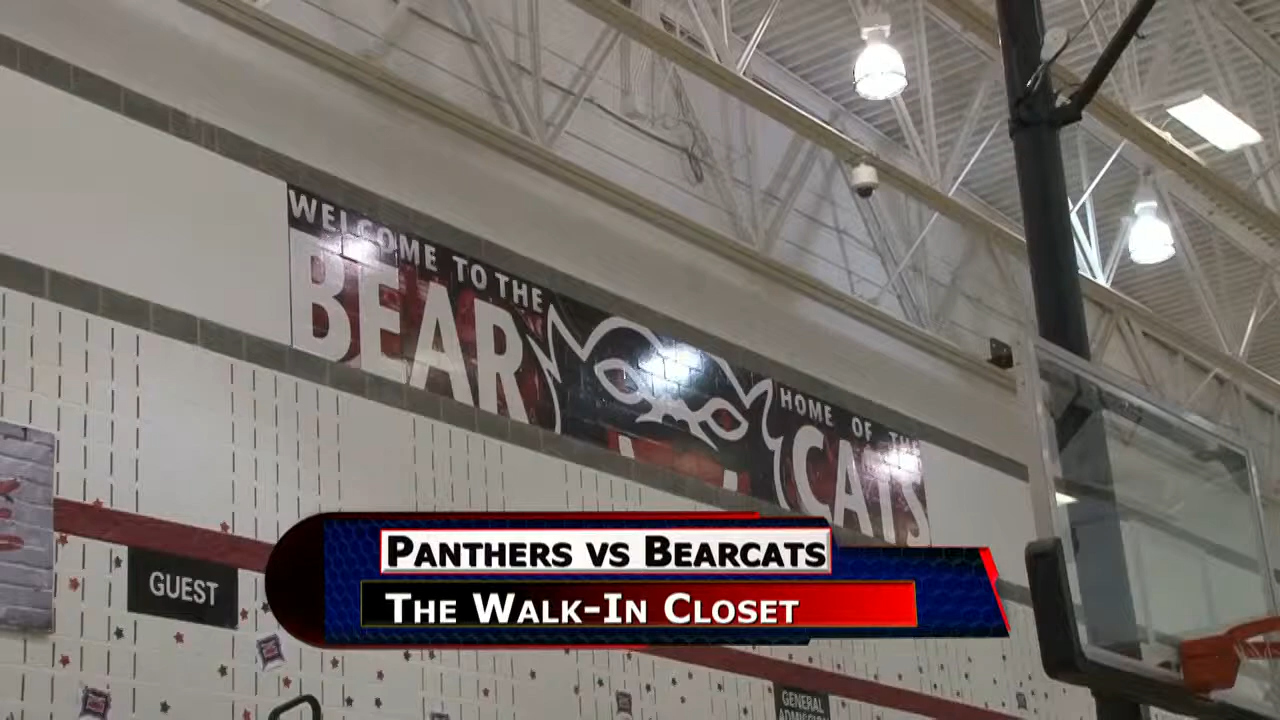 WELCOME TO THE
BEAR
HOME OF THE
CATS
PANTHERS VS BEARCATS
THE WALK-IN CLOSET
GUEST
GENERAL
ADMISSION